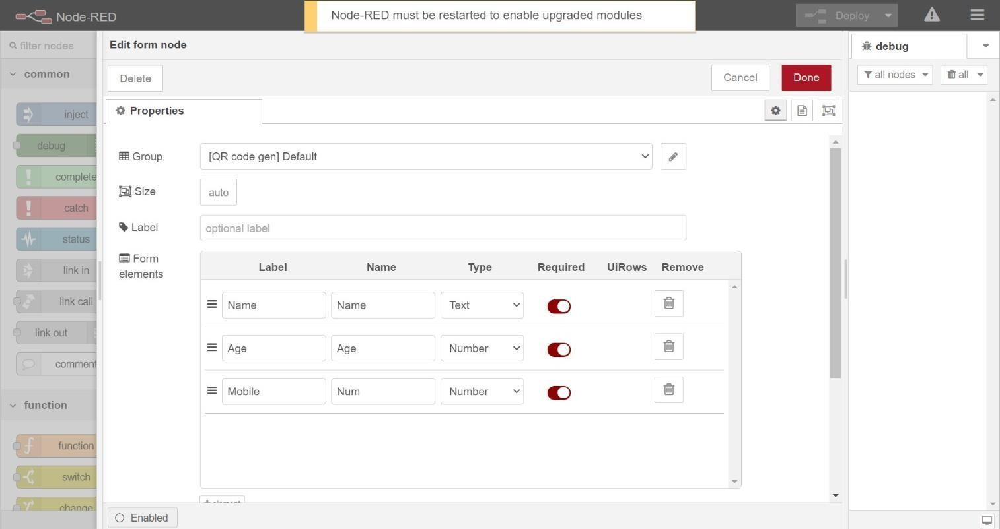 Node-RED
Node-RED must be restarted to enable upgraded modules
Deploy
filter nodes
Edit form node
debug
Delete
Cancel
Done
all nodes
all
common
Properties
inject
debug
complete
catch
status
link in
link call
link out
comment
function
function
switch
change
Group
[QR code gen] Default
Size
auto
Label
optional label
Form
elements
Label Name Type Required UiRows Remove
Name Name Text
Age Age Number
Mobile Num Number
element
Enabled